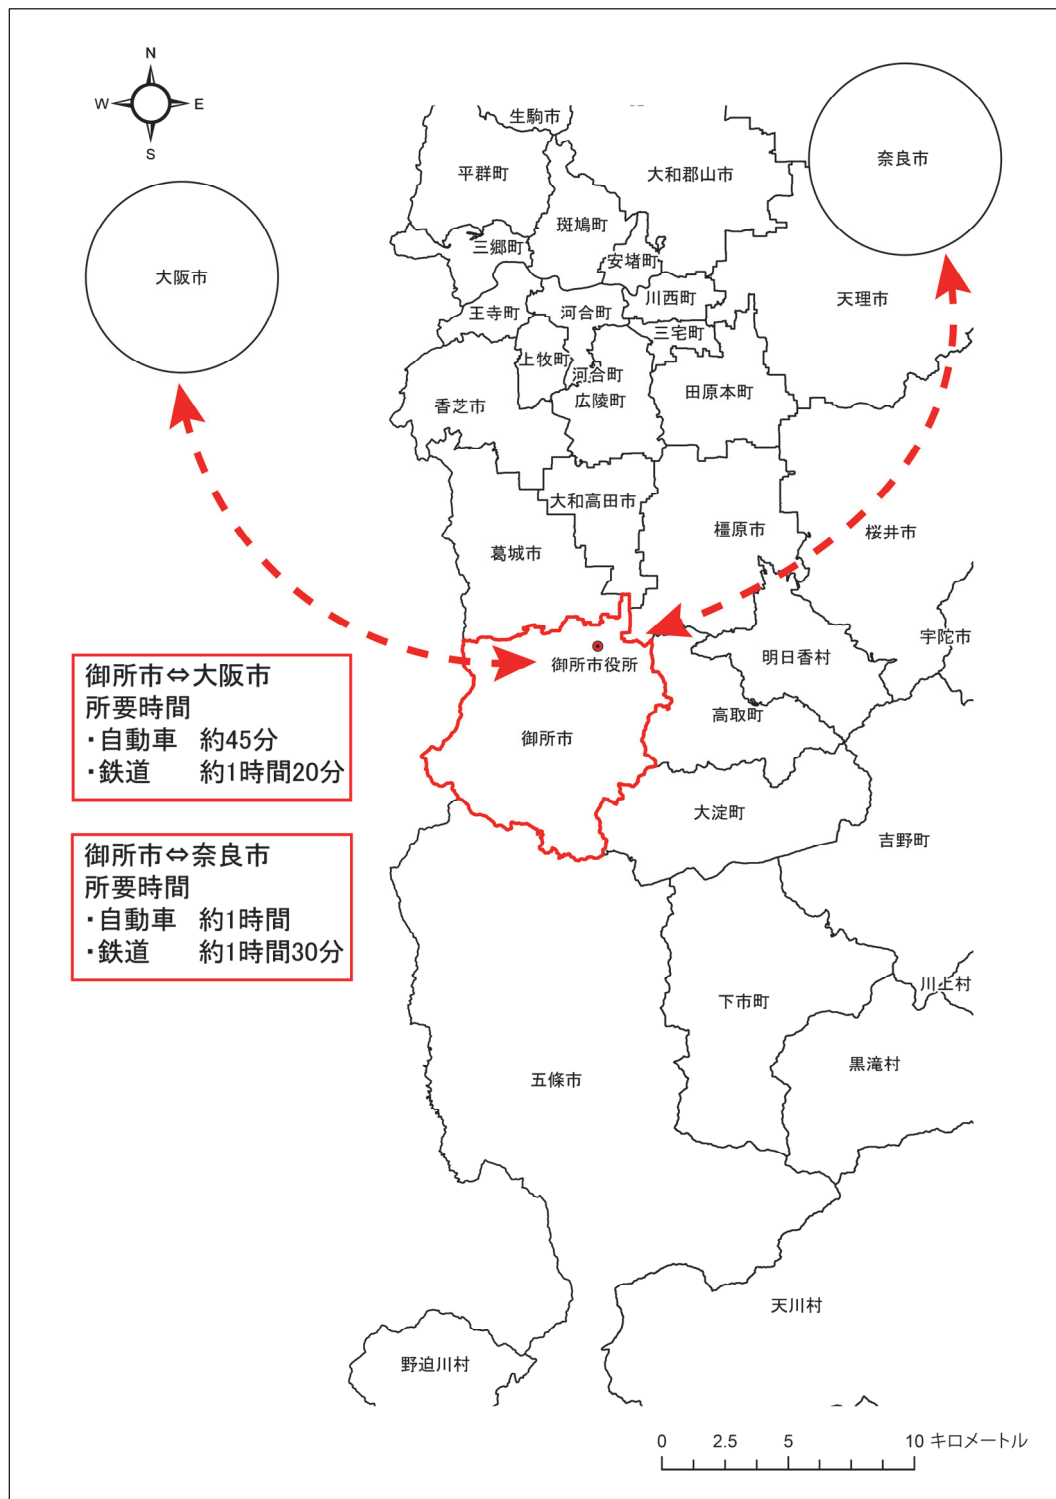 N
W E
S
生駒市
平群町
大和郡山市
奈良市
斑鳩町
三郷町
安堵町
大阪市
川西町
天理市
王寺町
河合町
三宅町
上牧町
河合町
田原本町
香芝市
広陵町
大和高田市
橿原市
桜井市
葛城市
宇陀市
明日香村
御所市役所
高取町
御所市
御所市⇔大阪市
所要時間
・自動車　約45分
・鉄道　　約1時間20分
大淀町
吉野町
御所市⇔奈良市
所要時間
・自動車　約1時間
・鉄道　　約1時間30分
川上村
下市町
黒滝村
五條市
天川村
野迫川村
0 2.5 5 10 キロメートル